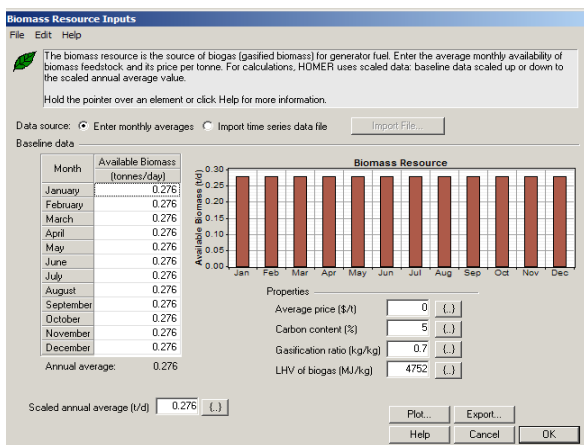 Biomass Resource Inputs
File Edit Help
The biomass resource is the source of biogas (gasified biomass) for generator fuel. Enter the average monthly availability of
biomass feedstock and its price per tonne. For calculations, HOMER uses scaled data: baseline data scaled up or down to
the scaled annual average value.
Hold the pointer over an element or click Help for more information.
Data source: Enter monthly averages Import time series data file Import File...
Baseline data
Month Available Biomass
(tonnes/day)
January 0.276
February 0.276
March 0.276
April 0.276
May 0.276
June 0.276
July 0.276
August 0.276
September 0.276
October 0.276
November 0.276
December 0.276
Annual average: 0.276
Biomass Resource
Available Biomass (t/d)
0.30
0.25
0.20
0.15
0.10
0.05
0.00
Jan Feb Mar Apr May Jun Jul Aug Sep Oct Nov Dec
Properties
Average price ($/t) 0 {..}
Carbon content (%) 5 {..}
Gasification ratio (kg/kg) 0.7 {..}
LHV of biogas (MJ/kg) 4752 {..}
Scaled annual average (t/d) 0.276 {..}
Plot... Export...
Help Cancel OK